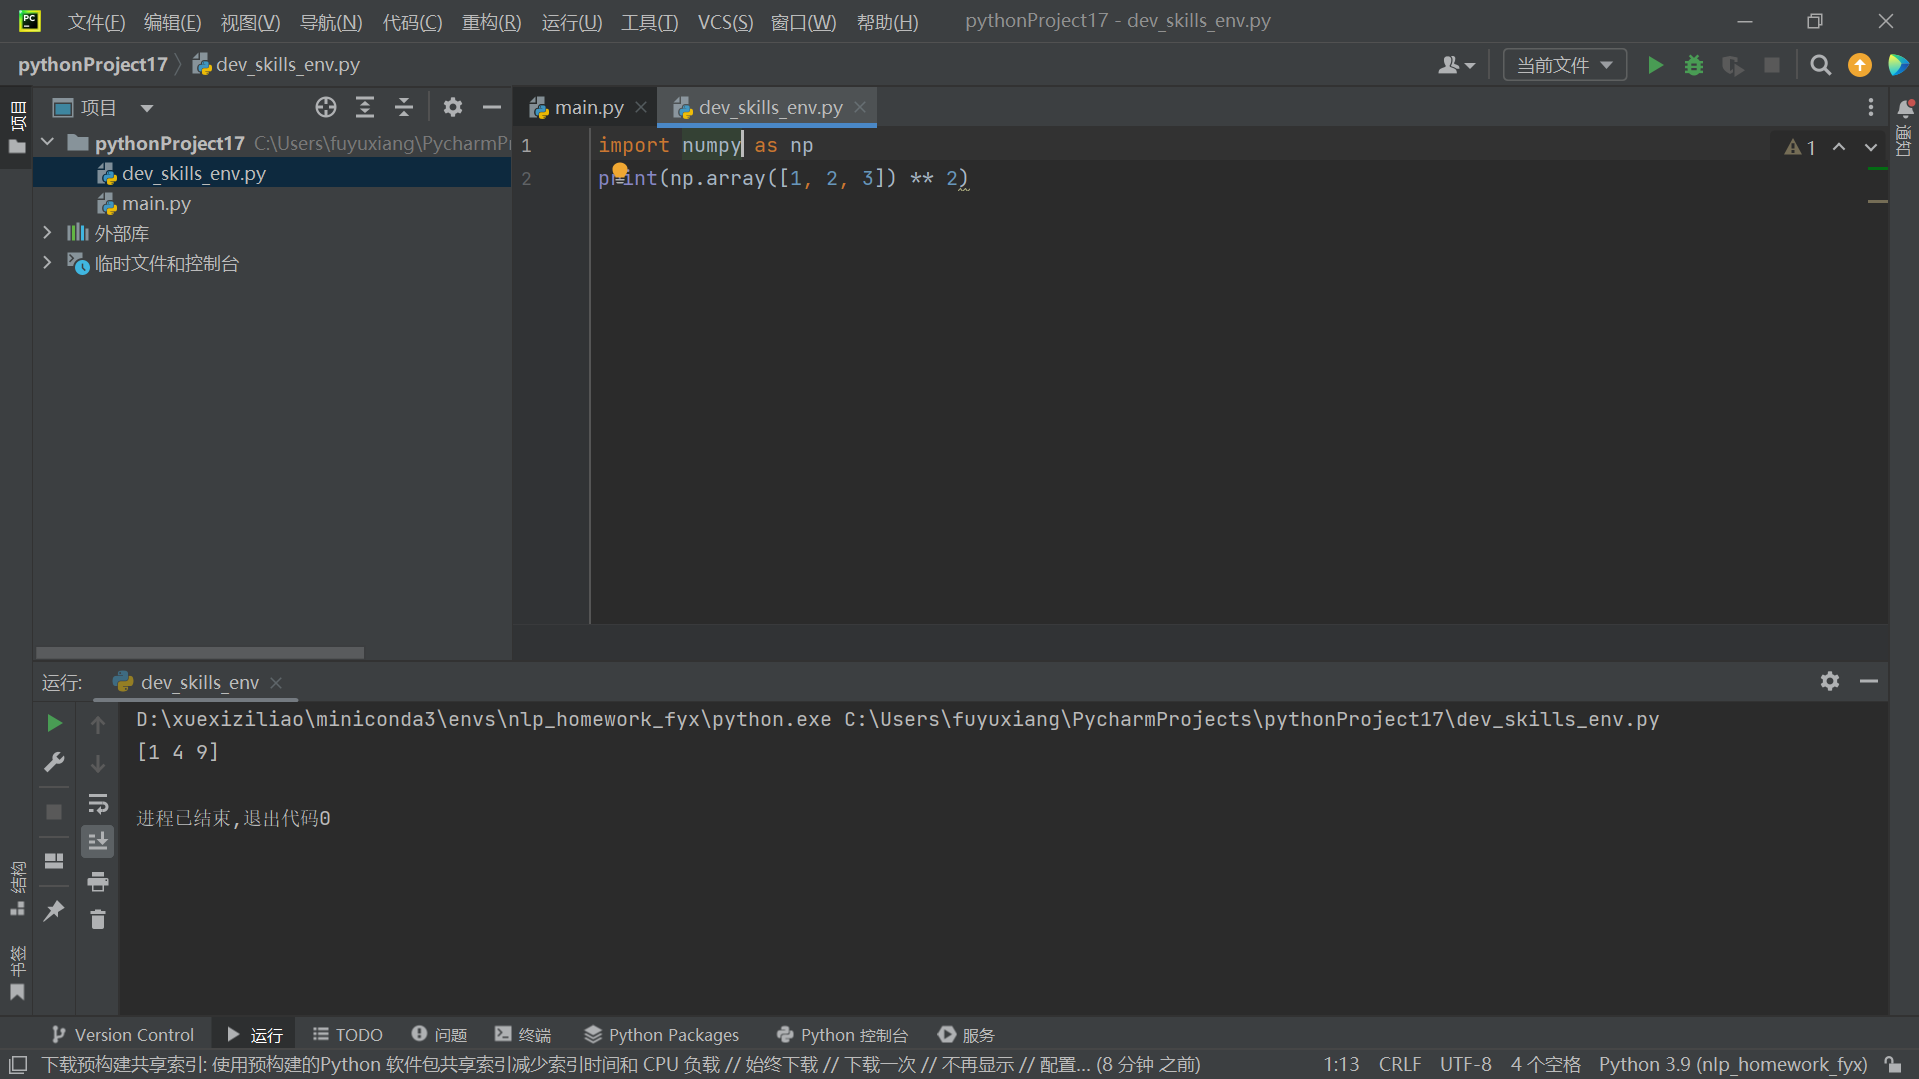 PC 文件(F) 编辑(E) 视图(V) 导航(N) 代码(C) 重构(R) 运行(U) 工具(T) VCS(S) 窗口(W) 帮助(H) pythonProject17 - dev_skills_env.py
pythonProject17 dev_skills_env.py 当前文件
项目
项目
main.py dev_skills_env.py
通知
pythonProject17 C:\Users\fuyuxiang\PycharmPr
dev_skills_env.py
main.py
外部库
临时文件和控制台
1 import numpy as np
2 print(np.array([1, 2, 3]) ** 2)
1
运行: dev_skills_env
D:\xuexiziliao\miniconda3\envs\nlp_homework_fyx\python.exe C:\Users\fuyuxiang\PycharmProjects\pythonProject17\dev_skills_env.py
[1 4 9]
进程已结束,退出代码0
结构
书签
Version Control 运行 TODO 问题 终端 Python Packages Python 控制台 服务
下载预构建共享索引: 使用预构建的Python 软件包共享索引减少索引时间和 CPU 负载 // 始终下载 // 下载一次 // 不再显示 // 配置... (8 分钟 之前) 1:13 CRLF UTF-8 4 个空格 Python 3.9 (nlp_homework_fyx)